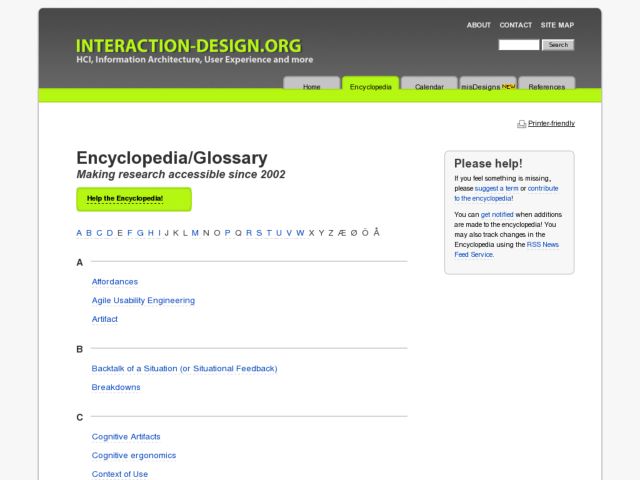 ABOUT CONTACT SITE MAP
INTERACTION-DESIGN.ORG
HCI, Information Architecture, User Experience and more
Search
Home Encyclopedia Calendar misDesigns NEW References
Printer-friendly
Encyclopedia/Glossary
Making research accessible since 2002
Help the Encyclopedia!
A B C D E F G H I J K L M N O P Q R S T U V W X Y Z Æ Ø Ö Å
A
Affordances
Agile Usability Engineering
Artifact
B
Backtalk of a Situation (or Situational Feedback)
Breakdowns
C
Cognitive Artifacts
Cognitive ergonomics
Context of Use
Please help!
If you feel something is missing,
please suggest a term or contribute
to the encyclopedia!
You can get notified when additions
are made to the encyclopedia! You
may also track changes in the
Encyclopedia using the RSS News
Feed Service.